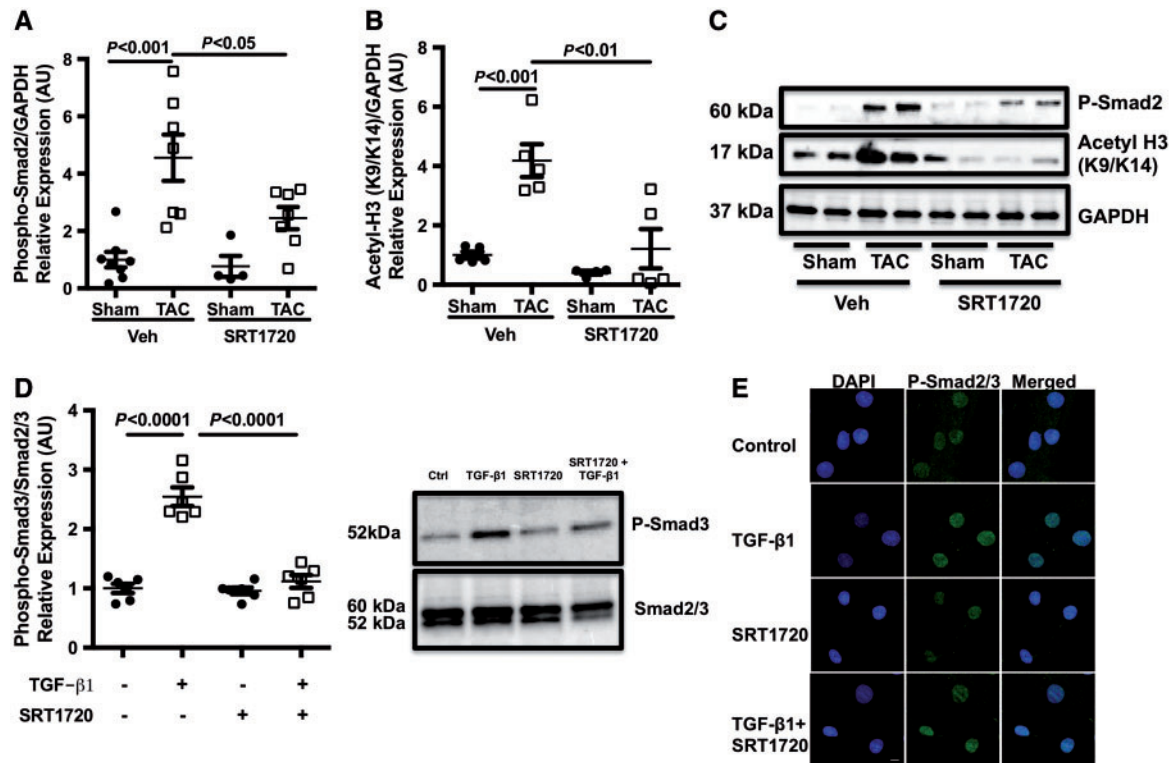 A
Phospho-Smad2/GAPDH
Relative Expression (AU)
8
6
4
2
0
P<0.001
P<0.05
Sham TAC Sham TAC
Veh SRT1720
B
Acetyl-H3 (K9/K14)/GAPDH
Relative Expression (AU)
8
6
4
2
0
P<0.001
P<0.01
Sham TAC Sham TAC
Veh SRT1720
C
60 kDa
P-Smad2
17 kDa
Acetyl H3
(K9/K14)
37 kDa
GAPDH
Sham TAC Sham TAC
Veh SRT1720
D
Phospho-Smad3/Smad2/3
Relative Expression (AU)
4
3
2
1
0
P<0.0001 P<0.0001
TGF-β1 - + - +
SRT1720 - - + +
Ctrl TGF-β1 SRT1720 SRT1720 +
TGF-β1
52kDa
P-Smad3
60 kDa
52 kDa
Smad2/3
E
DAPI P-Smad2/3 Merged
Control
TGF-β1
SRT1720
TGF-β1+
SRT1720